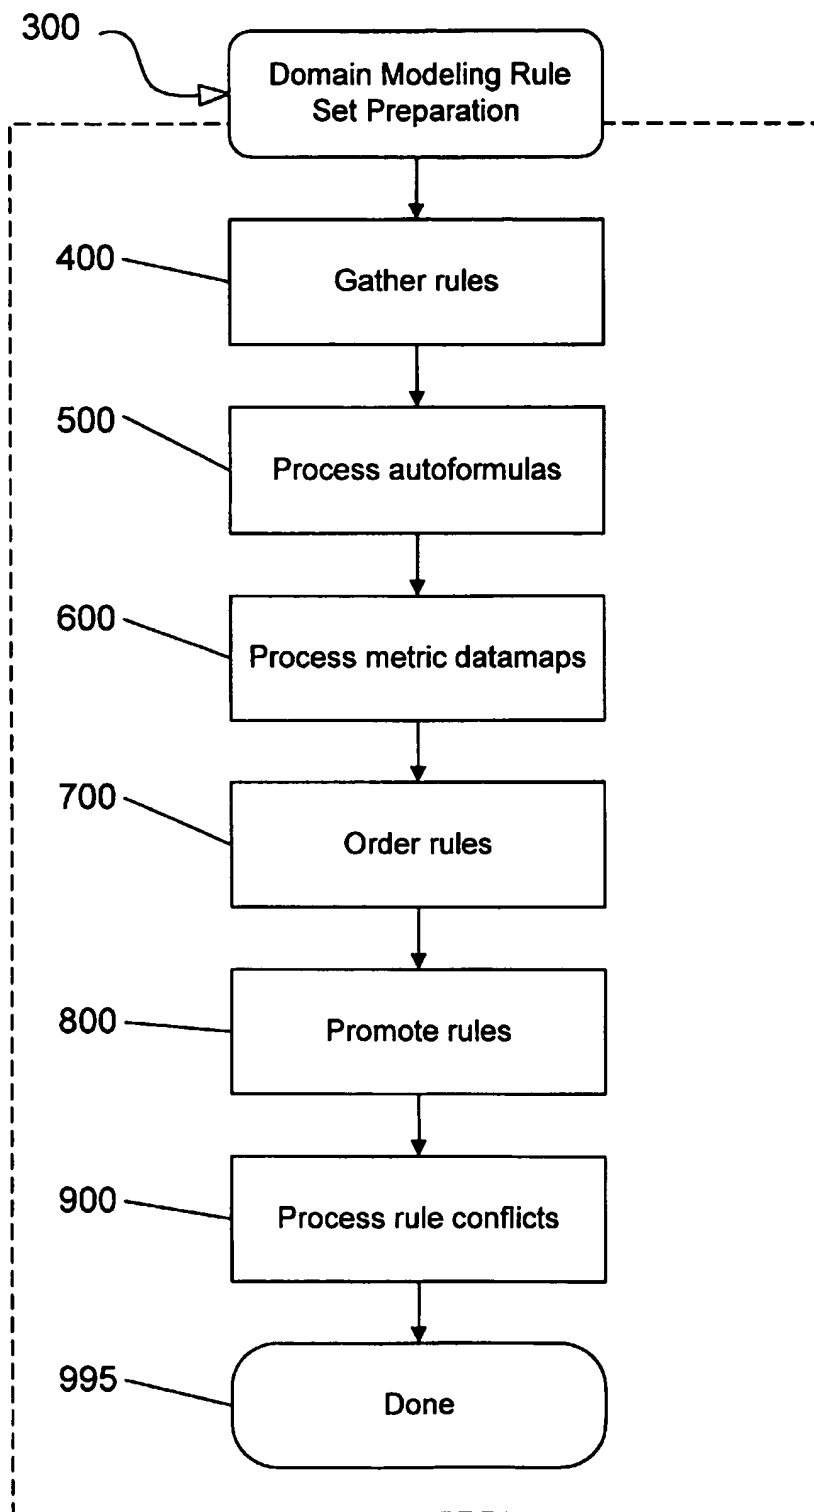 300
Domain Modeling Rule
Set Preparation
400
Gather rules
500
Process autoformulas
600
Process metric datamaps
700
Order rules
800
Promote rules
900
Process rule conflicts
995
Done